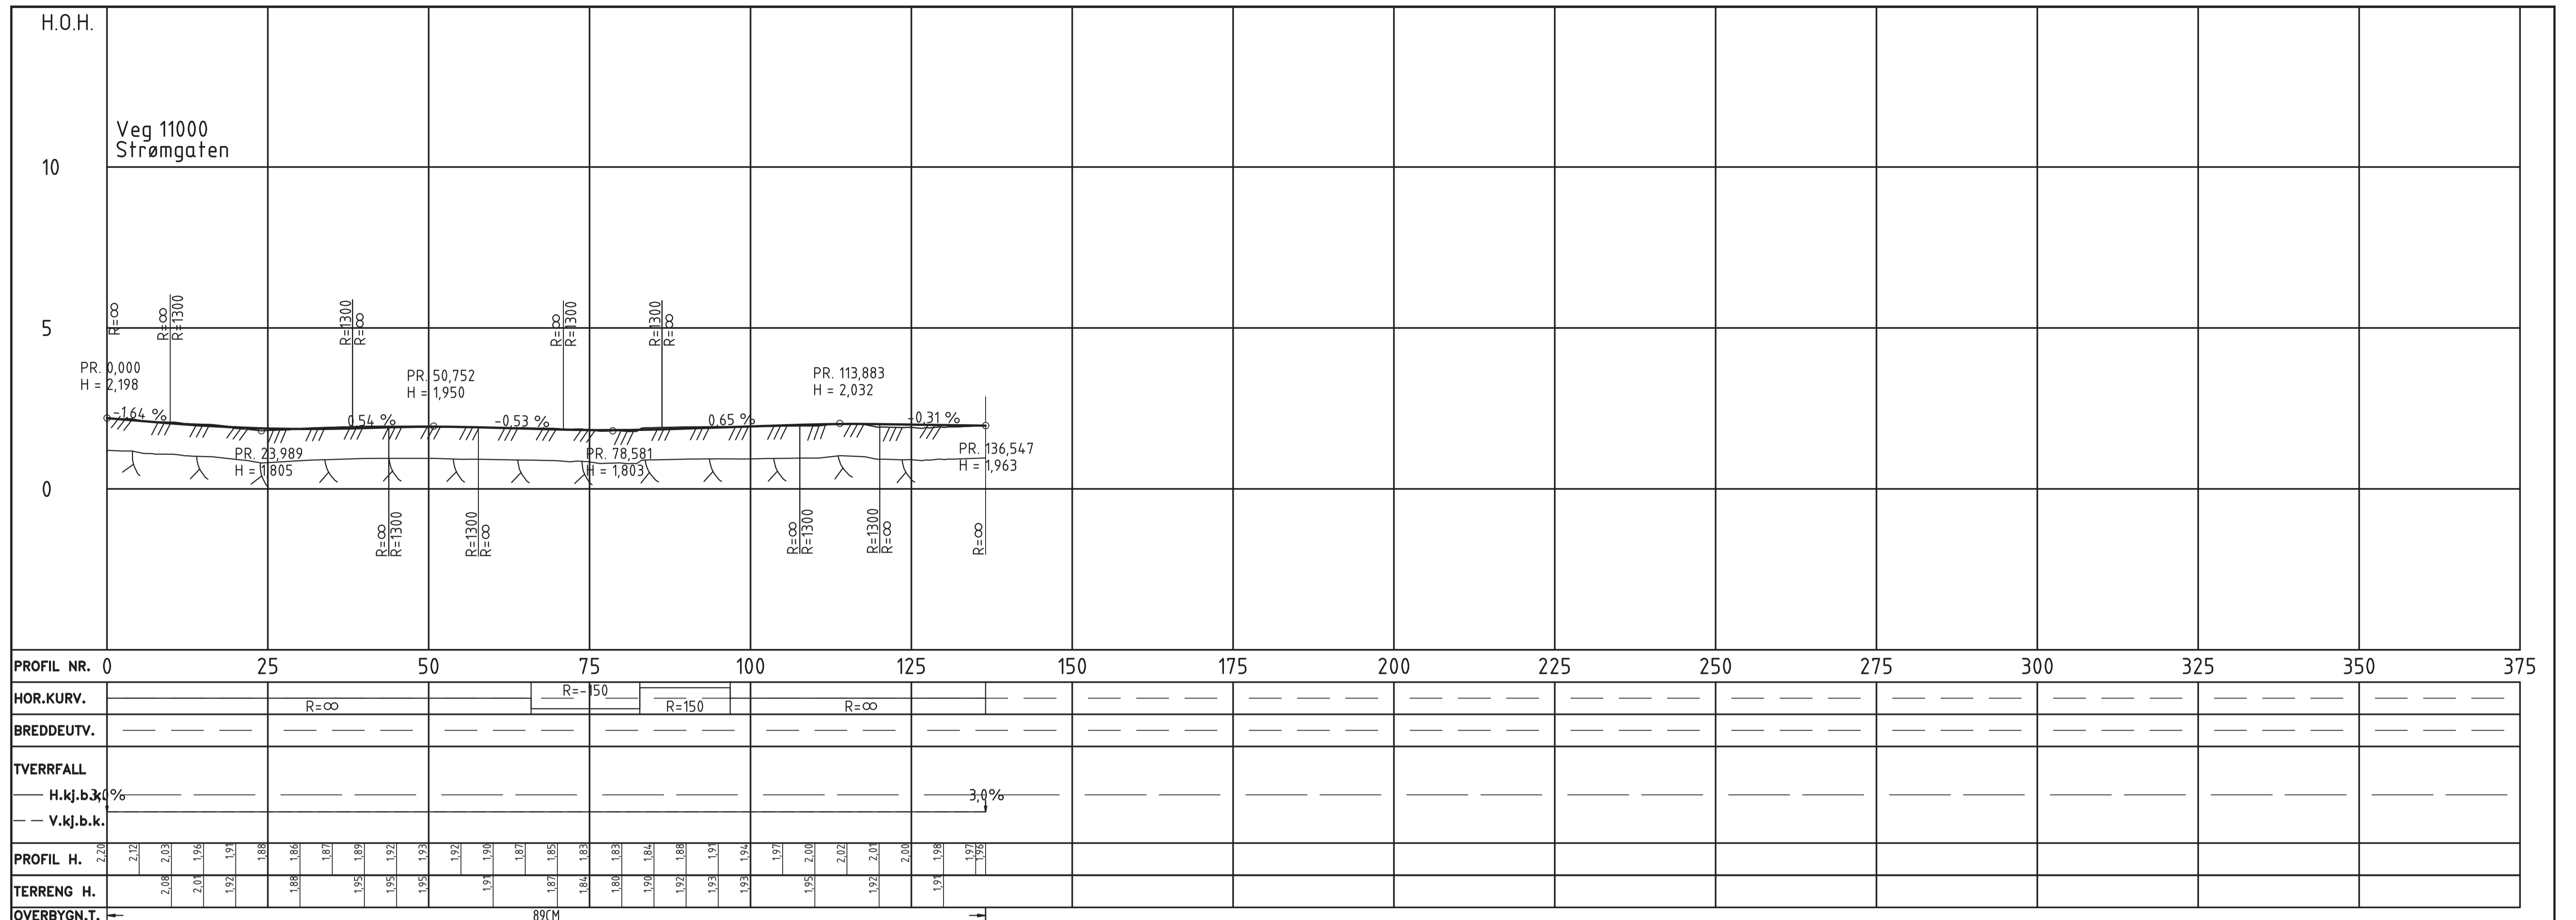 H.O.H.
Veg 11000
Strømgaten
10
5
0
R=∞
R=∞
R=1300
R=1300
R=∞
R=∞
R=1300
R=1300
R=∞
PR. 0,000
H = 2,198
PR. 50,752
H = 1,950
PR. 113,883
H = 2,032
-1,64 %
0,54 %
-0,53 %
0,65 %
-0,31 %
PR. 23,989
H = 1,805
PR. 78,581
H = 1,803
PR. 136,547
H = 1,963
R=∞
R=1300
R=1300
R=∞
R=∞
R=1300
R=1300
R=∞
R=∞
PROFIL NR. 0 25 50 75 100 125 150 175 200 225 250 275 300 325 350 375
HOR.KURV. R=∞ R=-150 R=150 R=∞
BREDDEUTV.
TVERRFALL
H.kj.b.k. 3,0% 3,0%
V.kj.b.k.
PROFIL H. 2,20 2,12 2,03 1,96 1,91 1,88 1,86 1,87 1,89 1,92 1,93 1,92 1,90 1,87 1,85 1,83 1,83 1,84 1,88 1,91 1,94 1,97 2,00 2,02 2,01 2,00 1,98 1,97 1,96
TERRENG H. 2,08 2,01 1,92 1,88 1,95 1,95 1,95 1,91 1,87 1,84 1,80 1,90 1,92 1,93 1,93 1,95 1,92 1,91
OVERBYGN.T. 89CM